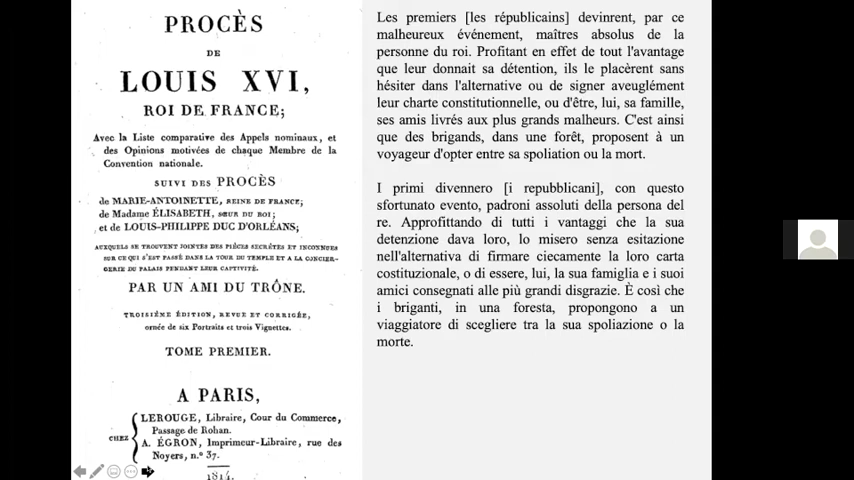 PROCÈS
DE
LOUIS XVI,
ROI DE FRANCE;
Avec la Liste comparative des Appels nominaux, et
des Opinions motivées de chaque Membre de la
Convention nationale.
SUIVI DES PROCÈS
de MARIE-ANTOINETTE, REINE DE FRANCE;
de Madame ÉLISABETH, SŒUR DU ROI;
et de LOUIS-PHILIPPE DUC D'ORLÉANS;
AUXQUELS SE TROUVENT JOINTES DES PIÈCES SECRÈTES ET INCONNUES
SUR CE QUI S'EST PASSÉ DANS LA TOUR DU TEMPLE ET A LA CONCIER-
GERIE DU PALAIS PENDANT LEUR CAPTIVITÉ.
PAR UN AMI DU TRÔNE.
TROISIÈME ÉDITION, REVUE ET CORRIGÉE,
ornée de six Portraits et trois Vignettes.
TOME PREMIER.
A PARIS,
CHEZ
LEROUGE, Libraire, Cour du Commerce,
Passage de Rohan.
A. ÉGRON, Imprimeur-Libraire, rue des
Noyers, n.º 37.
1814.
Les premiers [les républicains] devinrent, par ce
malheureux événement, maîtres absolus de la
personne du roi. Profitant en effet de tout l'avantage
que leur donnait sa détention, ils le placèrent sans
hésiter dans l'alternative ou de signer aveuglément
leur charte constitutionnelle, ou d'être, lui, sa famille,
ses amis livrés aux plus grands malheurs. C'est ainsi
que des brigands, dans une forêt, proposent à un
voyageur d'opter entre sa spoliation ou la mort.
I primi divennero [i repubblicani], con questo
sfortunato evento, padroni assoluti della persona del
re. Approfittando di tutti i vantaggi che la sua
detenzione dava loro, lo misero senza esitazione
nell'alternativa di firmare ciecamente la loro carta
costituzionale, o di essere, lui, la sua famiglia e i suoi
amici consegnati alle più grandi disgrazie. È così che
i briganti, in una foresta, propongono a un
viaggiatore di scegliere tra la sua spoliazione o la
morte.